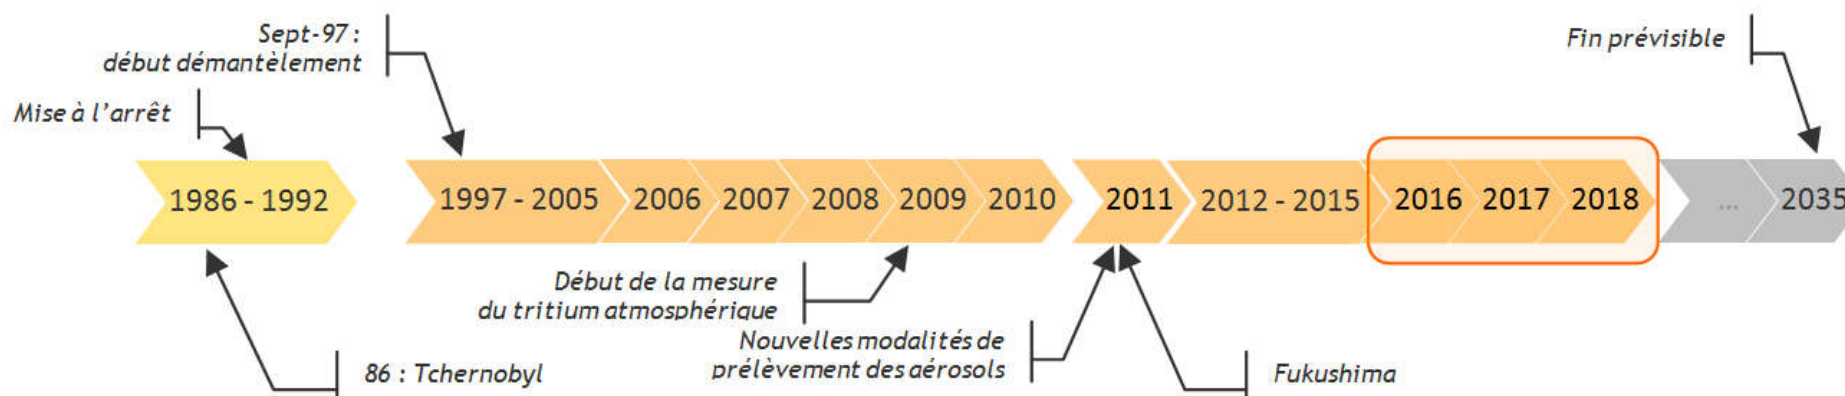 Sept-97 :
début démantèlement
Fin prévisible
Mise à l'arrêt
1986 - 1992
1997 - 2005
2006
2007
2008
2009
2010
2011
2012 - 2015
2016
2017
2018
...
2035
Début de la mesure
du tritium atmosphérique
Nouvelles modalités de
prélèvement des aérosols
86 : Tchernobyl
Fukushima